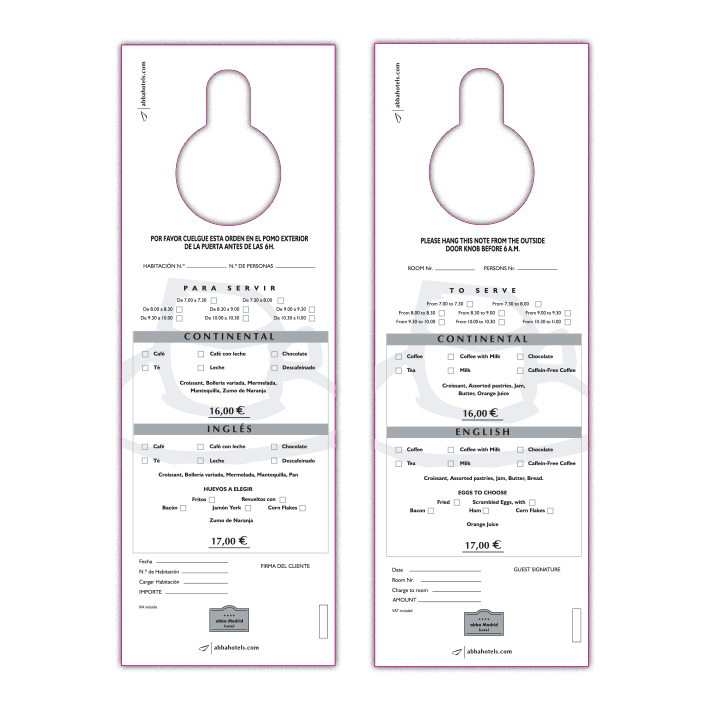 abbahotels.com
POR FAVOR CUELGUE ESTA ORDEN EN EL POMO EXTERIOR
DE LA PUERTA ANTES DE LAS 6H.
HABITACIÓN N.º N.º DE PERSONAS
PARA SERVIR
De 7.00 a 7.30 De 7.30 a 8.00
De 8.00 a 8.30 De 8.30 a 9.00 De 9.00 a 9.30
De 9.30 a 10.00 De 10.00 a 10.30 De 10.30 a 11.00
CONTINENTAL
Café Café con leche Chocolate
Té Leche Descafeinado
Croissant, Bollería variada, Mermelada,
Mantequilla, Zumo de Naranja
16,00 €
INGLÉS
Café Café con leche Chocolate
Té Leche Descafeinado
Croissant, Bollería variada, Mermelada, Mantequilla, Pan
HUEVOS A ELEGIR
Fritos Revueltos con
Bacón Jamón York Corn Flakes
Zumo de Naranja
17,00 €
Fecha FIRMA DEL CLIENTE
N.º de Habitación
Cargar Habitación
IMPORTE
IVA incluido
abba Madrid
hotel
abbahotels.com
abbahotels.com
PLEASE HANG THIS NOTE FROM THE OUTSIDE
DOOR KNOB BEFORE 6 A.M.
ROOM Nr. PERSONS Nr.
TO SERVE
From 7.00 to 7.30 From 7.30 to 8.00
From 8.00 to 8.30 From 8.30 to 9.00 From 9.00 to 9.30
From 9.30 to 10.00 From 10.00 to 10.30 From 10.30 to 11.00
CONTINENTAL
Coffee Coffee with Milk Chocolate
Tea Milk Caffein-Free Coffee
Croissant, Assorted pastries, Jam,
Butter, Orange Juice
16,00 €
ENGLISH
Coffee Coffee with Milk Chocolate
Tea Milk Caffein-Free Coffee
Croissant, Assorted pastries, Jam, Butter, Bread.
EGGS TO CHOOSE
Fried Scrambled Eggs, with
Bacon Ham Corn Flakes
Orange Juice
17,00 €
Date GUEST SIGNATURE
Room Nr.
Charge to room
AMOUNT
VAT included
abba Madrid
hotel
abbahotels.com